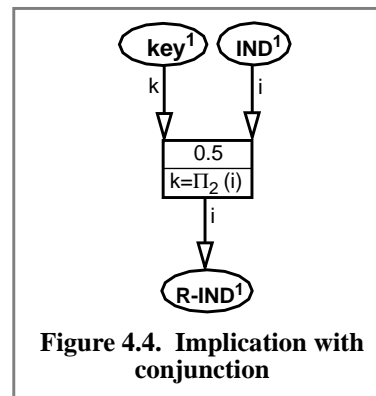 key¹ IND¹
k i
0.5
k=Π₂ (i)
i
R-IND¹
Figure 4.4. Implication with
conjunction